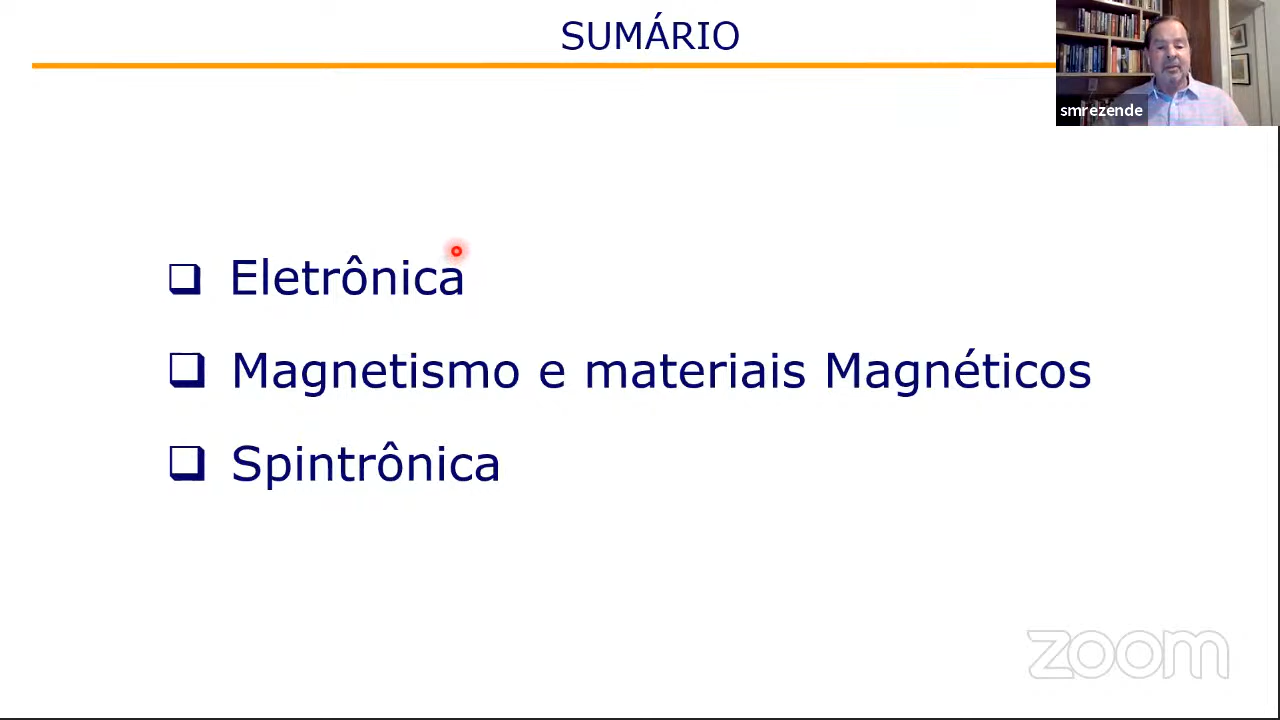 SUMÁRIO
smrezende
Eletrônica
Magnetismo e materiais Magnéticos
Spintrônica
zoom